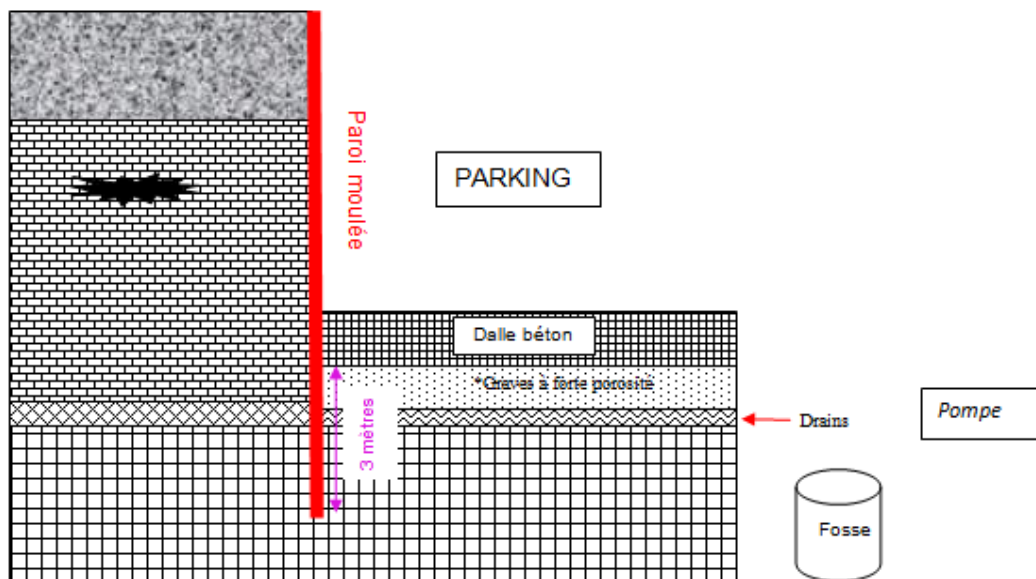 Paroi moulée
PARKING
Dalle béton
*Graves à forte porosité
3 mètres
Drains
Pompe
Fosse